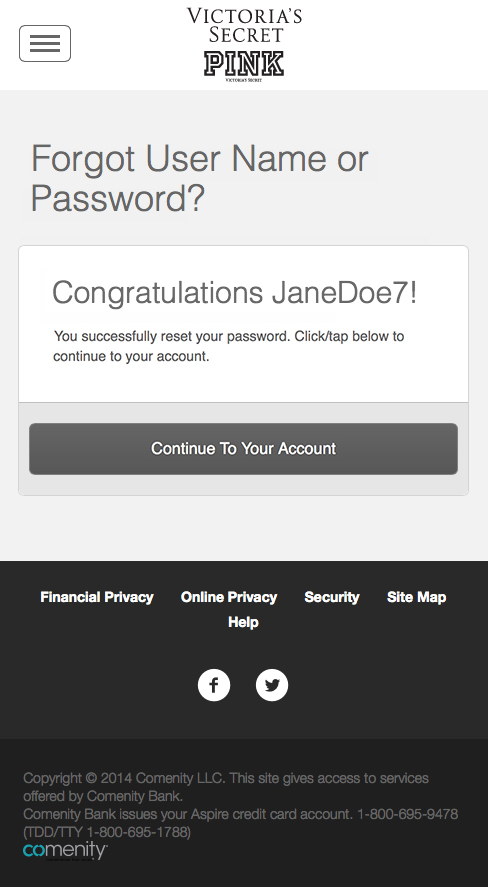 VICTORIA'S
SECRET
PINK
VICTORIA'S SECRET
Forgot User Name or
Password?
Congratulations JaneDoe7!
You successfully reset your password. Click/tap below to
continue to your account.
Continue To Your Account
Financial Privacy Online Privacy Security Site Map
Help
Copyright © 2014 Comenity LLC. This site gives access to services
offered by Comenity Bank.
Comenity Bank issues your Aspire credit card account. 1-800-695-9478
(TDD/TTY 1-800-695-1788)
comenity